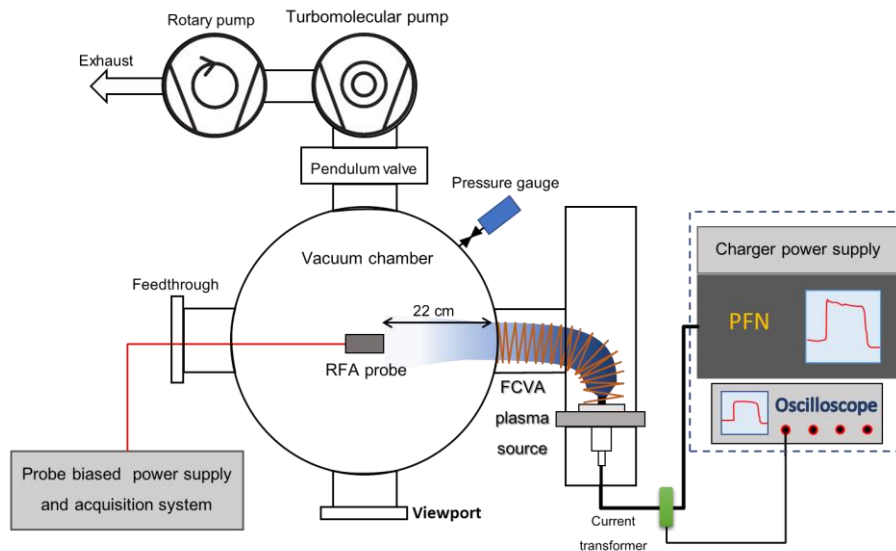 Rotary pump
Turbomolecular pump
Exhaust
Pendulum valve
Pressure gauge
Charger power supply
Vacuum chamber
Feedthrough
22 cm
PFN
RFA probe
FCVA
plasma
source
Oscilloscope
Probe biased power supply
and acquisition system
Viewport
Current
transformer